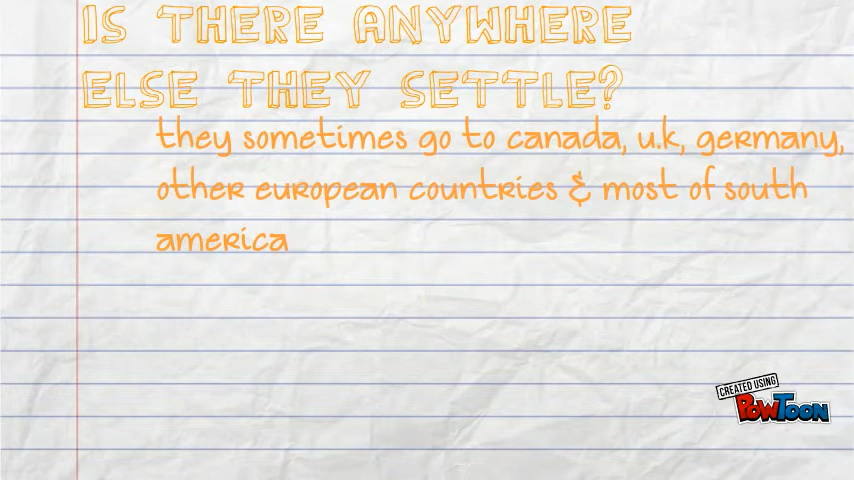 IS THERE ANYWHERE
ELSE THEY SETTLE?
they sometimes go to canada, u.k, germany,
other european countries & most of south
america
CREATED USING
PowToon